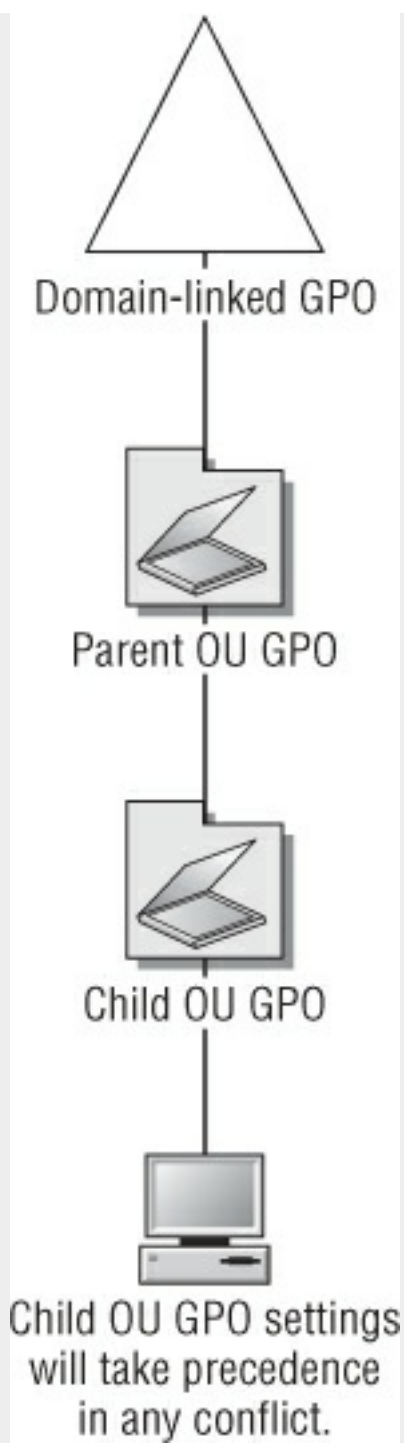 Domain-linked GPO
Parent OU GPO
Child OU GPO
Child OU GPO settings
will take precedence
in any conflict.